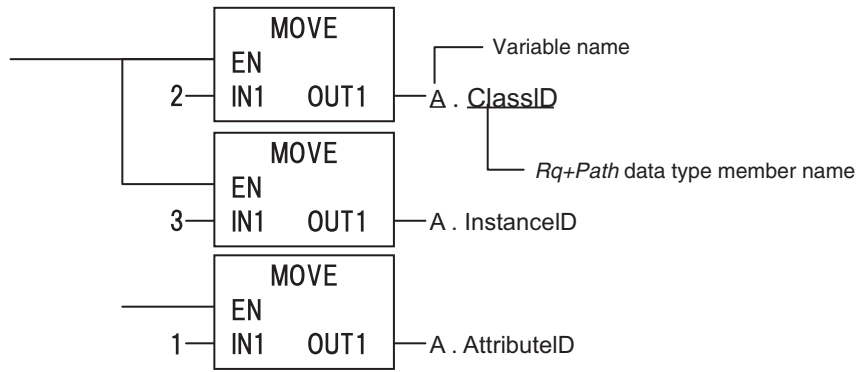 MOVE
Variable name
EN
2 IN1 OUT1 A . ClassID
MOVE
Rq+Path data type member name
EN
3 IN1 OUT1 A . InstanceID
MOVE
EN
1 IN1 OUT1 A . AttributeID